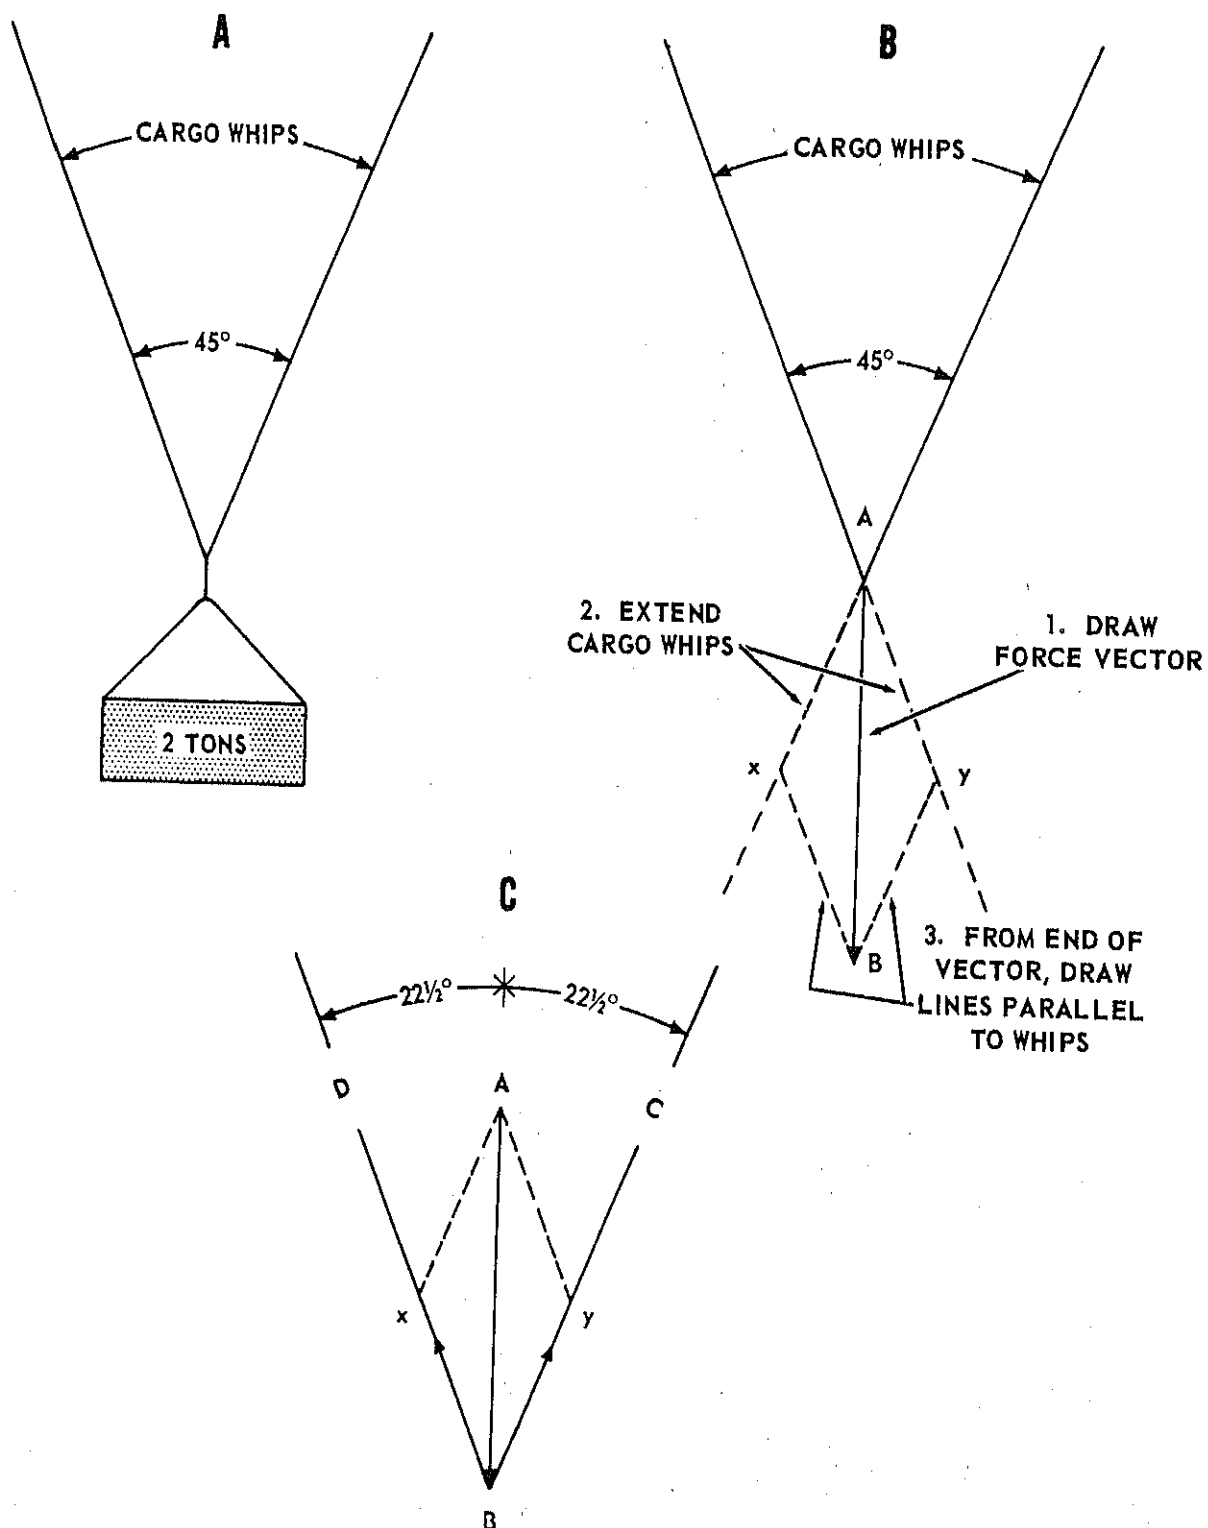 A
CARGO WHIPS
45°
2 TONS
B
CARGO WHIPS
45°
A
2. EXTEND
CARGO WHIPS
1. DRAW
FORCE VECTOR
x
y
B
3. FROM END OF
VECTOR, DRAW
LINES PARALLEL
TO WHIPS
C
22½°
22½°
D
A
C
x
y
B